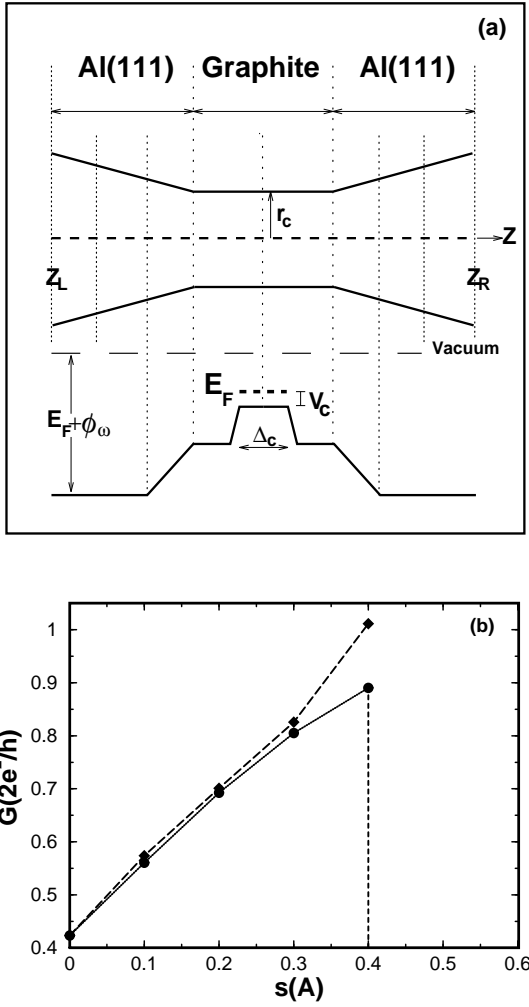 (a)
Al(111) Graphite Al(111)
r_c
Z
Z_L
Z_R
Vacuum
E_F
V_c
E_F+ϕ_ω
Δ_c
(b)
G(2e²/h)
1
0.9
0.8
0.7
0.6
0.5
0.4
0 0.1 0.2 0.3 0.4 0.5 0.6
s(A)